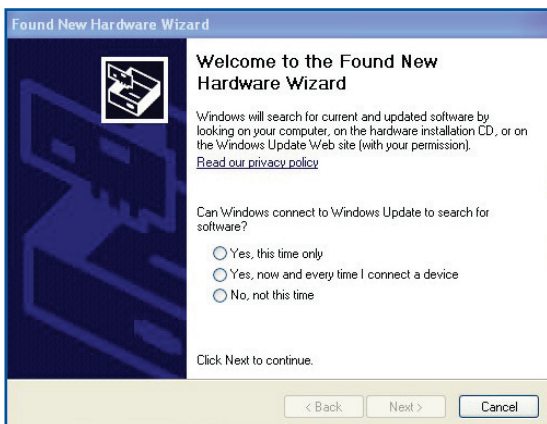 Found New Hardware Wizard
Welcome to the Found New
Hardware Wizard
Windows will search for current and updated software by
looking on your computer, on the hardware installation CD, or on
the Windows Update Web site (with your permission).
Read our privacy policy
Can Windows connect to Windows Update to search for
software?
Yes, this time only
Yes, now and every time I connect a device
No, not this time
Click Next to continue.
< Back Next > Cancel